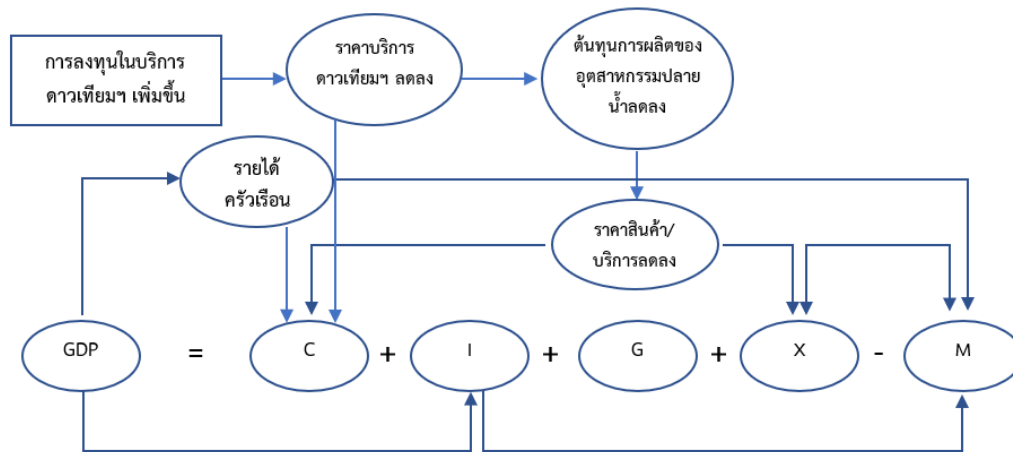 การลงทุนในบริการ
ดาวเทียมฯ เพิ่มขึ้น
ราคาบริการ
ดาวเทียมฯ ลดลง
ต้นทุนการผลิตของ
อุตสาหกรรมปลาย
น้ำลดลง
รายได้
ครัวเรือน
ราคาสินค้า/
บริการลดลง
GDP = C + I + G + X - M